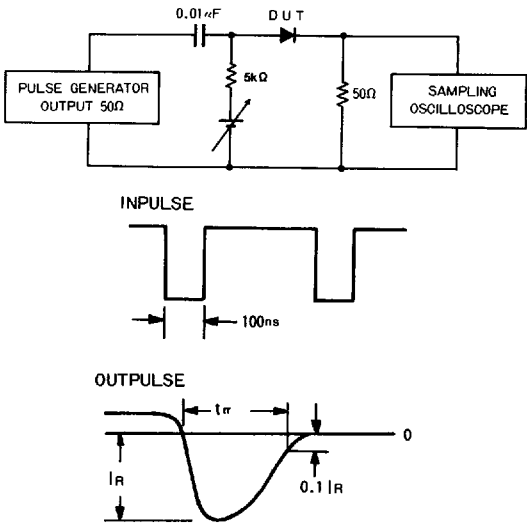 0.01μF
DUT
5kΩ
PULSE GENERATOR
OUTPUT 50Ω
50Ω
SAMPLING
OSCILLOSCOPE
INPULSE
100ns
OUTPULSE
trr
0
IR
0.1 IR